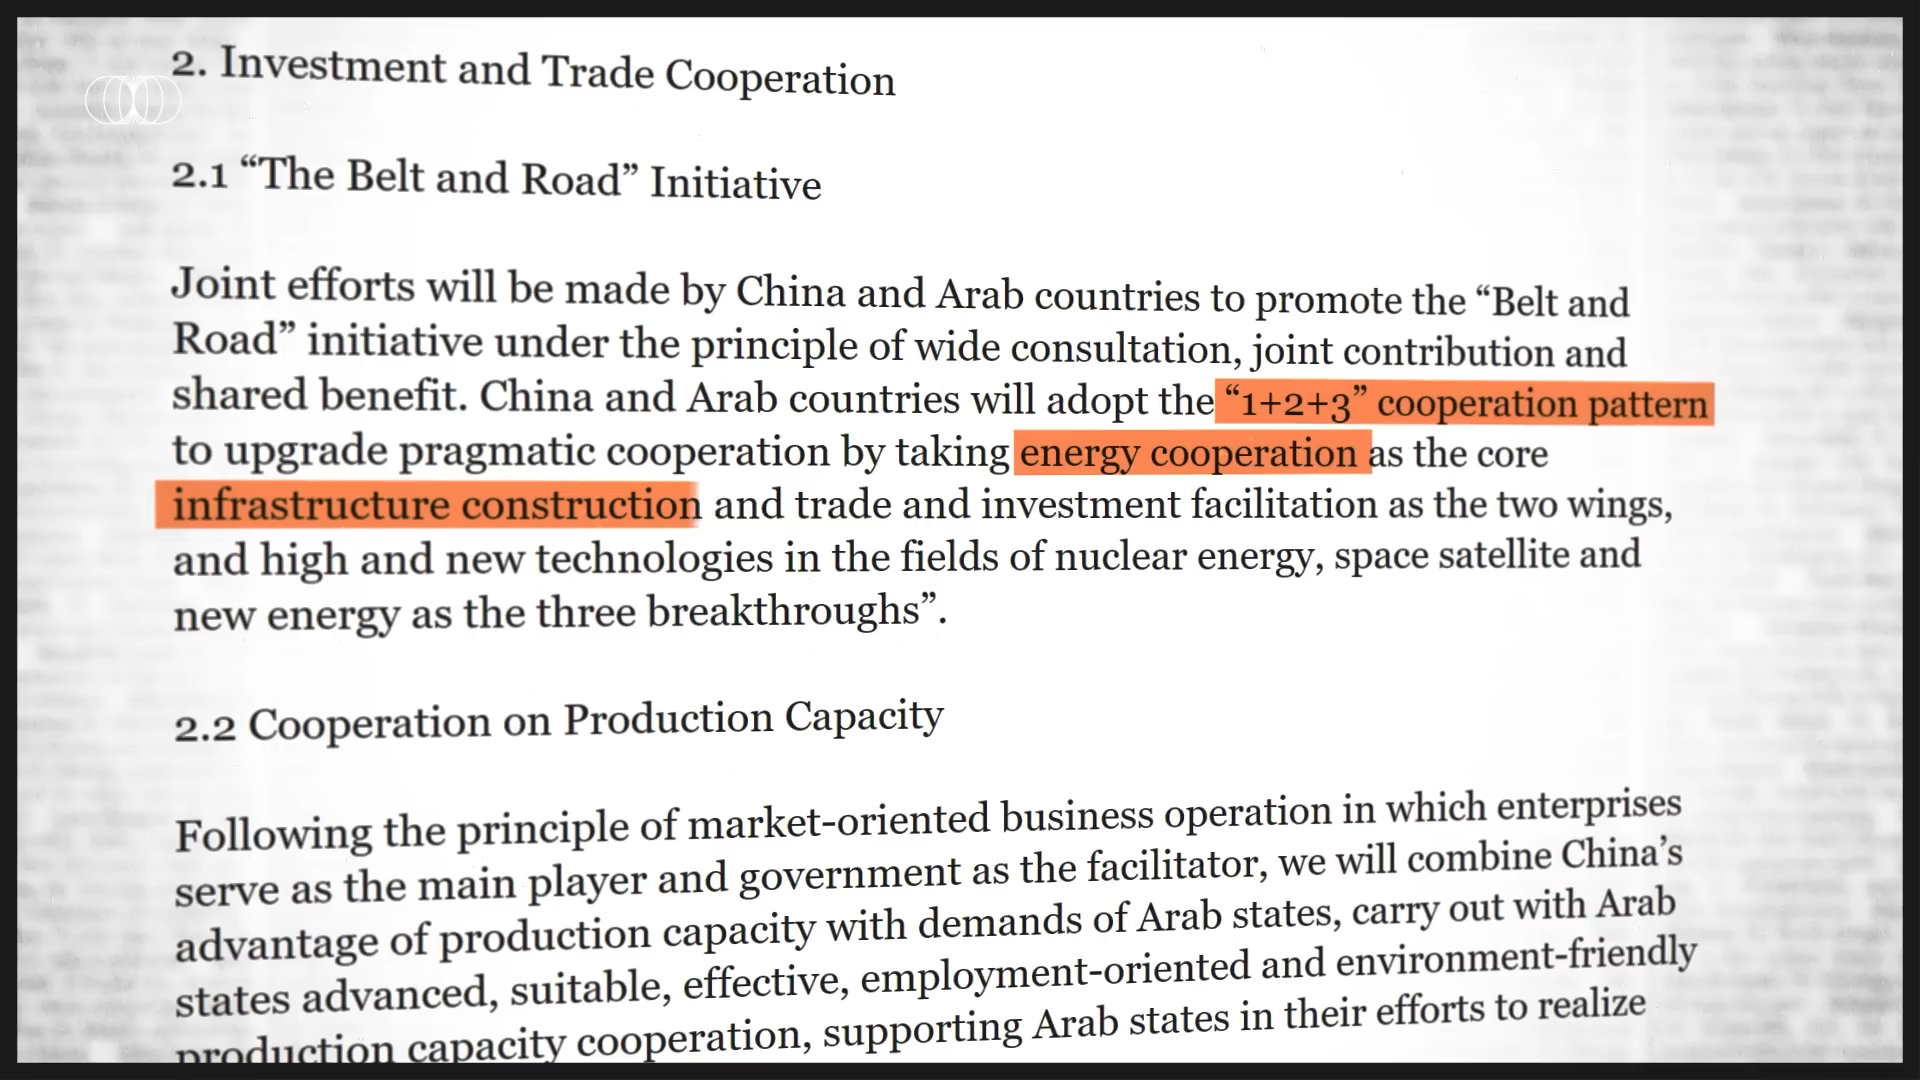 2. Investment and Trade Cooperation
2.1 “The Belt and Road” Initiative
Joint efforts will be made by China and Arab countries to promote the “Belt and
Road” initiative under the principle of wide consultation, joint contribution and
shared benefit. China and Arab countries will adopt the “1+2+3” cooperation pattern
to upgrade pragmatic cooperation by taking energy cooperation as the core
infrastructure construction and trade and investment facilitation as the two wings,
and high and new technologies in the fields of nuclear energy, space satellite and
new energy as the three breakthroughs”.
2.2 Cooperation on Production Capacity
Following the principle of market-oriented business operation in which enterprises
serve as the main player and government as the facilitator, we will combine China’s
advantage of production capacity with demands of Arab states, carry out with Arab
states advanced, suitable, effective, employment-oriented and environment-friendly
production capacity cooperation, supporting Arab states in their efforts to realize